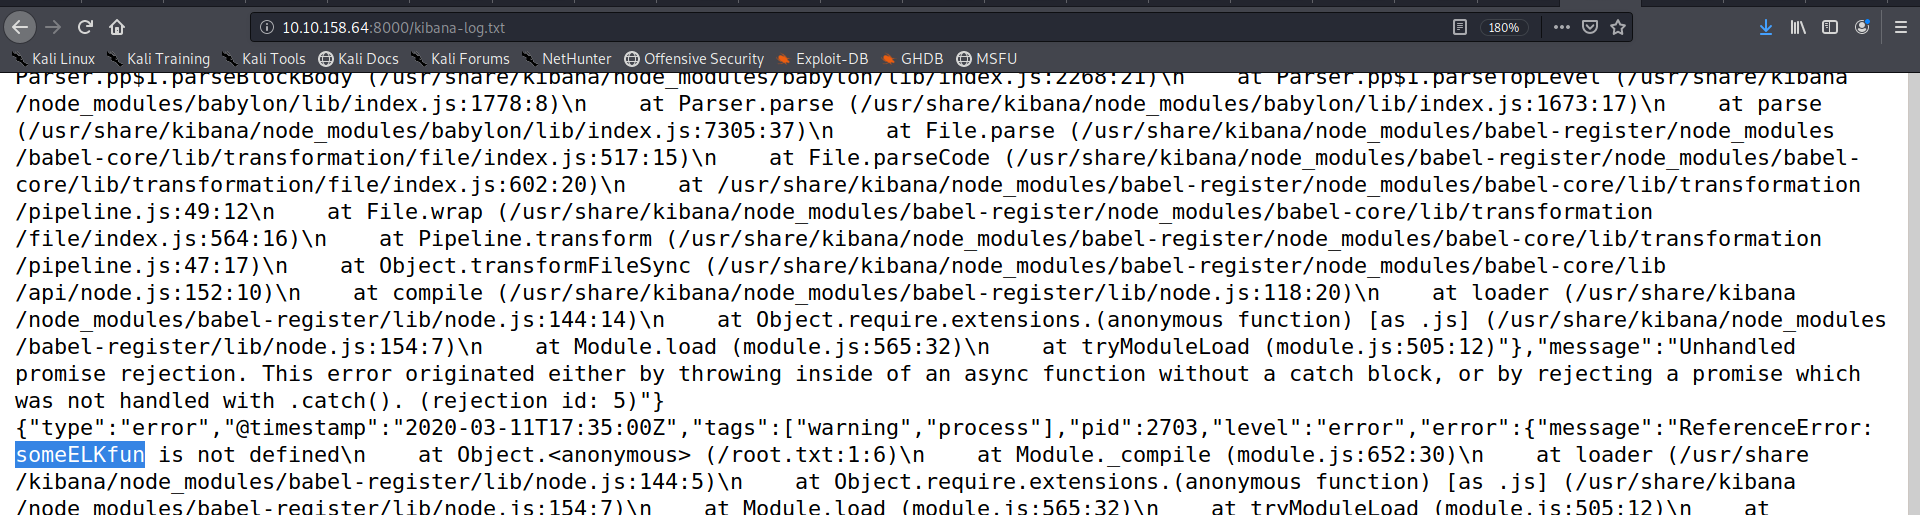 10.10.158.64:8000/kibana-log.txt 180%
Kali Linux Kali Training Kali Tools Kali Docs Kali Forums NetHunter Offensive Security Exploit-DB GHDB MSFU
Parser.pp$1.parseBlockBody (/usr/share/kibana/node_modules/babylon/lib/index.js:2268:21)\n    at Parser.pp$1.parseTopLevel (/usr/share/kibana
/node_modules/babylon/lib/index.js:1778:8)\n    at Parser.parse (/usr/share/kibana/node_modules/babylon/lib/index.js:1673:17)\n    at parse
(/usr/share/kibana/node_modules/babylon/lib/index.js:7305:37)\n    at File.parse (/usr/share/kibana/node_modules/babel-register/node_modules
/babel-core/lib/transformation/file/index.js:517:15)\n    at File.parseCode (/usr/share/kibana/node_modules/babel-register/node_modules/babel-
core/lib/transformation/file/index.js:602:20)\n    at /usr/share/kibana/node_modules/babel-register/node_modules/babel-core/lib/transformation
/pipeline.js:49:12\n    at File.wrap (/usr/share/kibana/node_modules/babel-register/node_modules/babel-core/lib/transformation
/file/index.js:564:16)\n    at Pipeline.transform (/usr/share/kibana/node_modules/babel-register/node_modules/babel-core/lib/transformation
/pipeline.js:47:17)\n    at Object.transformFileSync (/usr/share/kibana/node_modules/babel-register/node_modules/babel-core/lib
/api/node.js:152:10)\n    at compile (/usr/share/kibana/node_modules/babel-register/lib/node.js:118:20)\n    at loader (/usr/share/kibana
/node_modules/babel-register/lib/node.js:144:14)\n    at Object.require.extensions.(anonymous function) [as .js] (/usr/share/kibana/node_modules
/babel-register/lib/node.js:154:7)\n    at Module.load (module.js:565:32)\n    at tryModuleLoad (module.js:505:12)"},"message":"Unhandled
promise rejection. This error originated either by throwing inside of an async function without a catch block, or by rejecting a promise which
was not handled with .catch(). (rejection id: 5)"}
{"type":"error","@timestamp":"2020-03-11T17:35:00Z","tags":["warning","process"],"pid":2703,"level":"error","error":{"message":"ReferenceError:
someELKfun is not defined\n    at Object.<anonymous> (/root.txt:1:6)\n    at Module._compile (module.js:652:30)\n    at loader (/usr/share
/kibana/node_modules/babel-register/lib/node.js:144:5)\n    at Object.require.extensions.(anonymous function) [as .js] (/usr/share/kibana
/node_modules/babel-register/lib/node.js:154:7)\n    at Module.load (module.js:565:32)\n    at tryModuleLoad (module.js:505:12)\n    at